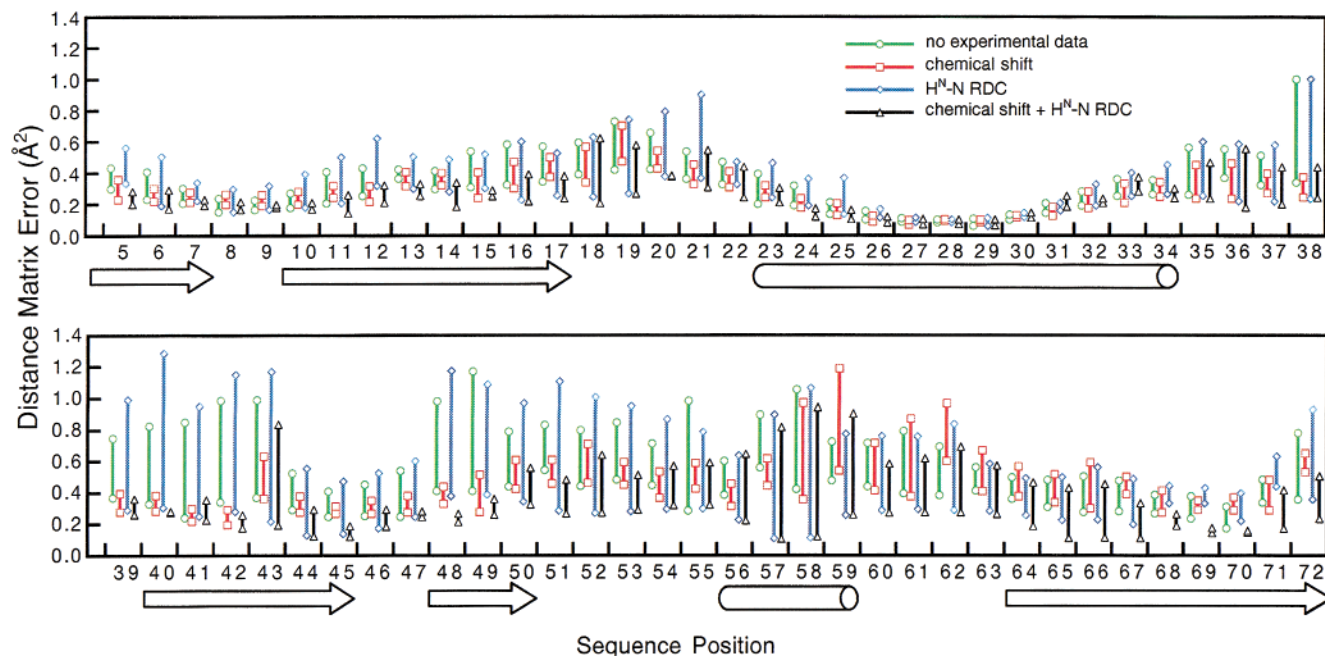 1.4
1.2
1.0
0.8
0.6
0.4
0.2
0.0
no experimental data
chemical shift
H^N-N RDC
chemical shift + H^N-N RDC
5 6 7 8 9 10 11 12 13 14 15 16 17 18 19 20 21 22 23 24 25 26 27 28 29 30 31 32 33 34 35 36 37 38
Distance Matrix Error (Å²)
1.4
1.2
1.0
0.8
0.6
0.4
0.2
0.0
39 40 41 42 43 44 45 46 47 48 49 50 51 52 53 54 55 56 57 58 59 60 61 62 63 64 65 66 67 68 69 70 71 72
Sequence Position